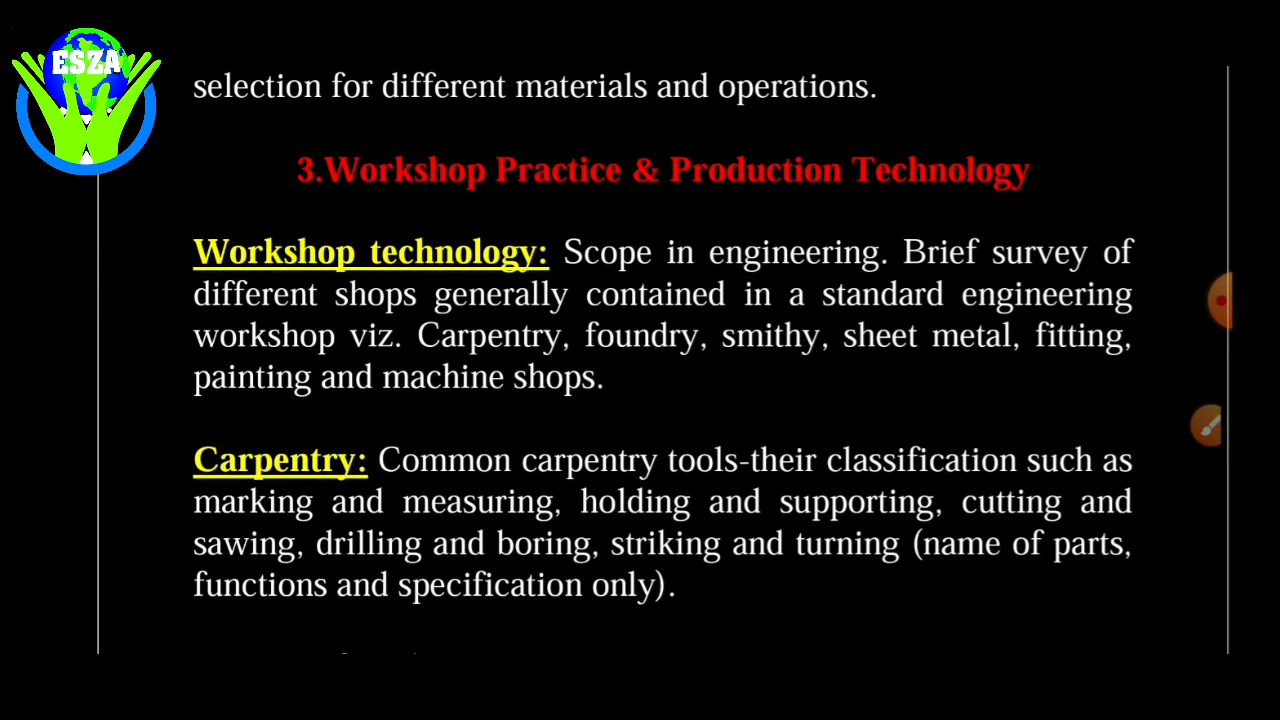 ESZA
selection for different materials and operations.
3.Workshop Practice & Production Technology
Workshop technology: Scope in engineering. Brief survey of
different shops generally contained in a standard engineering
workshop viz. Carpentry, foundry, smithy, sheet metal, fitting,
painting and machine shops.
Carpentry: Common carpentry tools-their classification such as
marking and measuring, holding and supporting, cutting and
sawing, drilling and boring, striking and turning (name of parts,
functions and specification only).